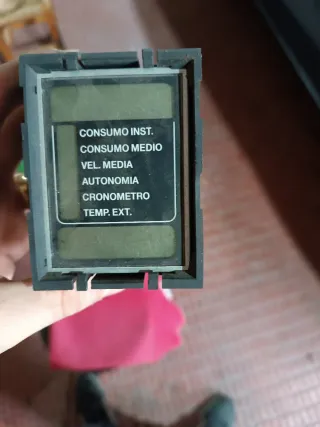 CONSUMO INST.
CONSUMO MEDIO
VEL. MEDIA
AUTONOMIA
CRONOMETRO
TEMP. EXT.